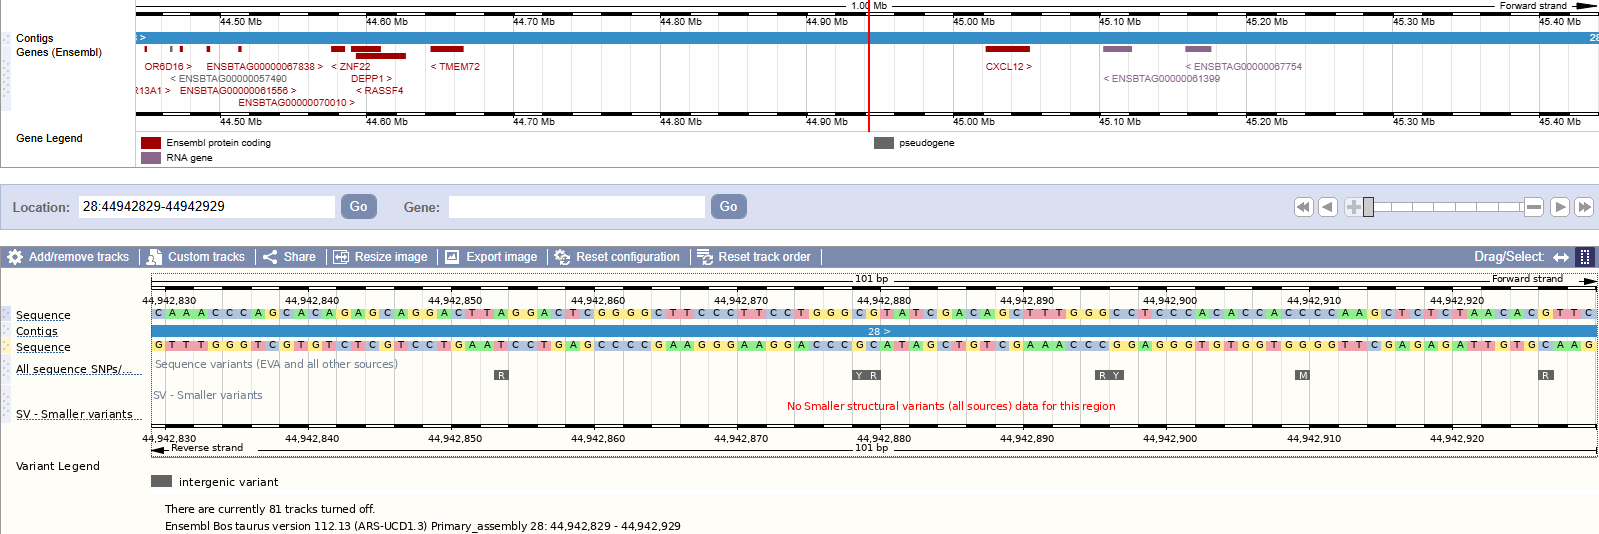 1.00 Mb Forward strand
44.50 Mb 44.60 Mb 44.70 Mb 44.80 Mb 44.90 Mb 45.00 Mb 45.10 Mb 45.20 Mb 45.30 Mb 45.40 Mb
Contigs > 28
Genes (Ensembl)
OR6D16 > ENSBTAG00000067838 > < ZNF22 < TMEM72 CXCL12 > < ENSBTAG00000067754
< ENSBTAG00000057490 DEPP1 > < ENSBTAG00000061399
R13A1 > ENSBTAG00000061556 > < RASSF4
ENSBTAG00000070010 >
44.50 Mb 44.60 Mb 44.70 Mb 44.80 Mb 44.90 Mb 45.00 Mb 45.10 Mb 45.20 Mb 45.30 Mb 45.40 Mb
Gene Legend
Ensembl protein coding pseudogene
RNA gene
Location: 28:44942829-44942929 Go Gene: Go
Add/remove tracks Custom tracks Share Resize image Export image Reset configuration Reset track order Drag/Select:
101 bp Forward strand
44,942,830 44,942,840 44,942,850 44,942,860 44,942,870 44,942,880 44,942,890 44,942,900 44,942,910 44,942,920
Sequence C A A A C C C A G C A C A G A G C A G G A C T T A G G A C T C G G G G C T T C C C T T C C T G G G C G T A T C G A C A G C T T T G G G C C T C C C A C A C C A C C C C A A G C T C T C T A A C A C G T T C
Contigs 28 >
Sequence G T T T G G G T C G T G T C T C G T C C T G A A T C C T G A G C C C C G A A G G G A A G G A C C C G C A T A G C T G T C G A A A C C C G G A G G G T G T G G T G G G G T T C G A G A G A T T G T G C A A G
Sequence variants (EVA and all other sources)
All sequence SNPs/... R Y R R Y M R
SV - Smaller variants
No Smaller structural variants (all sources) data for this region
SV - Smaller variants...
44,942,830 44,942,840 44,942,850 44,942,860 44,942,870 44,942,880 44,942,890 44,942,900 44,942,910 44,942,920
Reverse strand 101 bp
Variant Legend
intergenic variant
There are currently 81 tracks turned off.
Ensembl Bos taurus version 112.13 (ARS-UCD1.3) Primary_assembly 28: 44,942,829 - 44,942,929